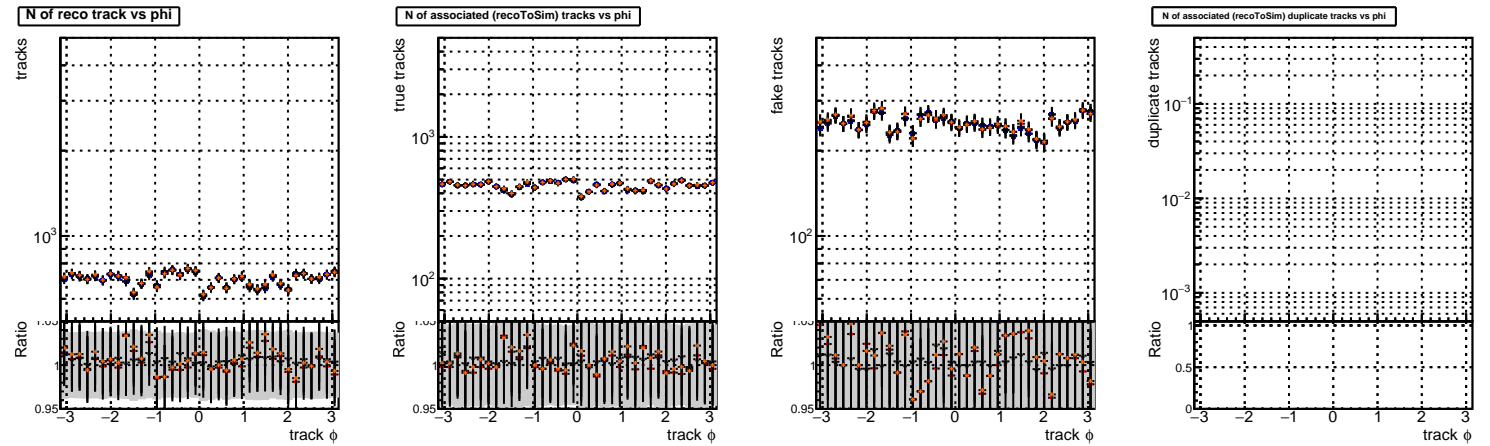 N of reco track vs phi
tracks
10³
Ratio
1.05
1
0.95
−3 −2 −1 0 1 2 3
track ϕ
N of associated (recoToSim) tracks vs phi
true tracks
10³
10²
Ratio
1.05
1
0.95
−3 −2 −1 0 1 2 3
track ϕ
fake tracks
10²
Ratio
1.05
1
0.95
−3 −2 −1 0 1 2 3
track ϕ
N of associated (recoToSim) duplicate tracks vs phi
duplicate tracks
10⁻¹
10⁻²
10⁻³
Ratio
1
0.5
0
−3 −2 −1 0 1 2 3
track ϕ